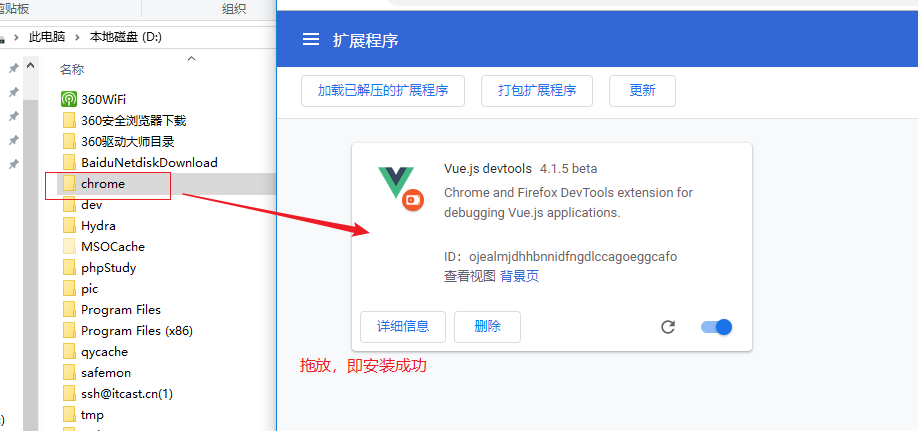 剪贴板
组织
此电脑 › 本地磁盘 (D:)
名称
360WiFi
360安全浏览器下载
360驱动大师目录
BaiduNetdiskDownload
chrome
dev
Hydra
MSOCache
phpStudy
pic
Program Files
Program Files (x86)
qycache
safemon
ssh@itcast.cn(1)
tmp
扩展程序
加载已解压的扩展程序 打包扩展程序 更新
Vue.js devtools 4.1.5 beta
Chrome and Firefox DevTools extension for
debugging Vue.js applications.
ID：ojealmjdhhbnnidfngdlccagoeggcafo
查看视图 背景页
详细信息 删除
拖放，即安装成功